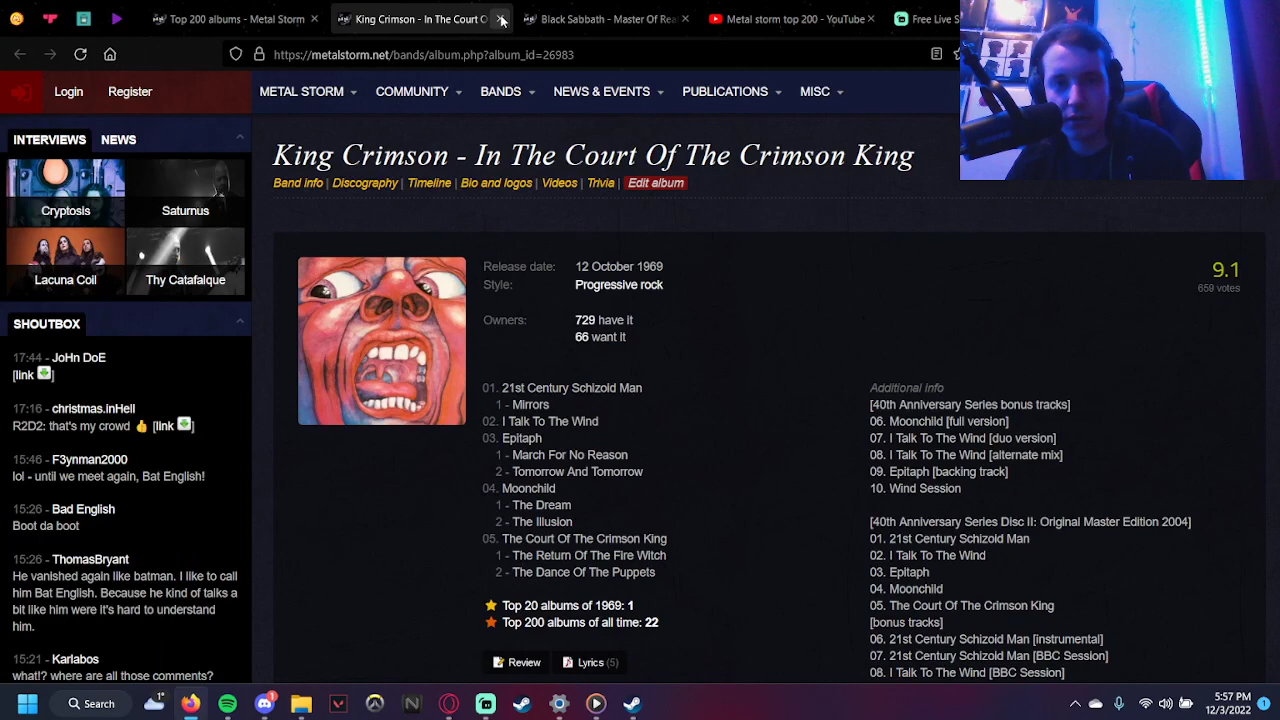 Top 200 albums - Metal Storm
King Crimson - In The Court O
Black Sabbath - Master Of Rea
Metal storm top 200 - YouTube
Free Live S
https://metalstorm.net/bands/album.php?album_id=26983
Login
Register
METAL STORM
COMMUNITY
BANDS
NEWS & EVENTS
PUBLICATIONS
MISC
INTERVIEWS
NEWS
Cryptosis
Saturnus
Lacuna Coil
Thy Catafalque
SHOUTBOX
17:44 - JoHn DoE
[link]
17:16 - christmas.inHell
R2D2: that's my crowd 👍 [link]
15:46 - F3ynman2000
lol - until we meet again, Bat English!
15:26 - Bad English
Boot da boot
15:26 - ThomasBryant
He vanished again like batman. I like to call
him Bat English. Because he kind of talks a
bit like him were it's hard to understand
him.
15:21 - Karlabos
what!? where are all those comments?
King Crimson - In The Court Of The Crimson King
Band info | Discography | Timeline | Bio and logos | Videos | Trivia | Edit album
Release date: 12 October 1969
Style: Progressive rock
Owners: 729 have it
66 want it
9.1
659 votes
01. 21st Century Schizoid Man
1 - Mirrors
02. I Talk To The Wind
03. Epitaph
1 - March For No Reason
2 - Tomorrow And Tomorrow
04. Moonchild
1 - The Dream
2 - The Illusion
05. The Court Of The Crimson King
1 - The Return Of The Fire Witch
2 - The Dance Of The Puppets
Top 20 albums of 1969: 1
Top 200 albums of all time: 22
Review
Lyrics (5)
Additional info
[40th Anniversary Series bonus tracks]
06. Moonchild [full version]
07. I Talk To The Wind [duo version]
08. I Talk To The Wind [alternate mix]
09. Epitaph [backing track]
10. Wind Session
[40th Anniversary Series Disc II: Original Master Edition 2004]
01. 21st Century Schizoid Man
02. I Talk To The Wind
03. Epitaph
04. Moonchild
05. The Court Of The Crimson King
[bonus tracks]
06. 21st Century Schizoid Man [instrumental]
07. 21st Century Schizoid Man [BBC Session]
08. I Talk To The Wind [BBC Session]
Search
1
5:57 PM
12/3/2022
1